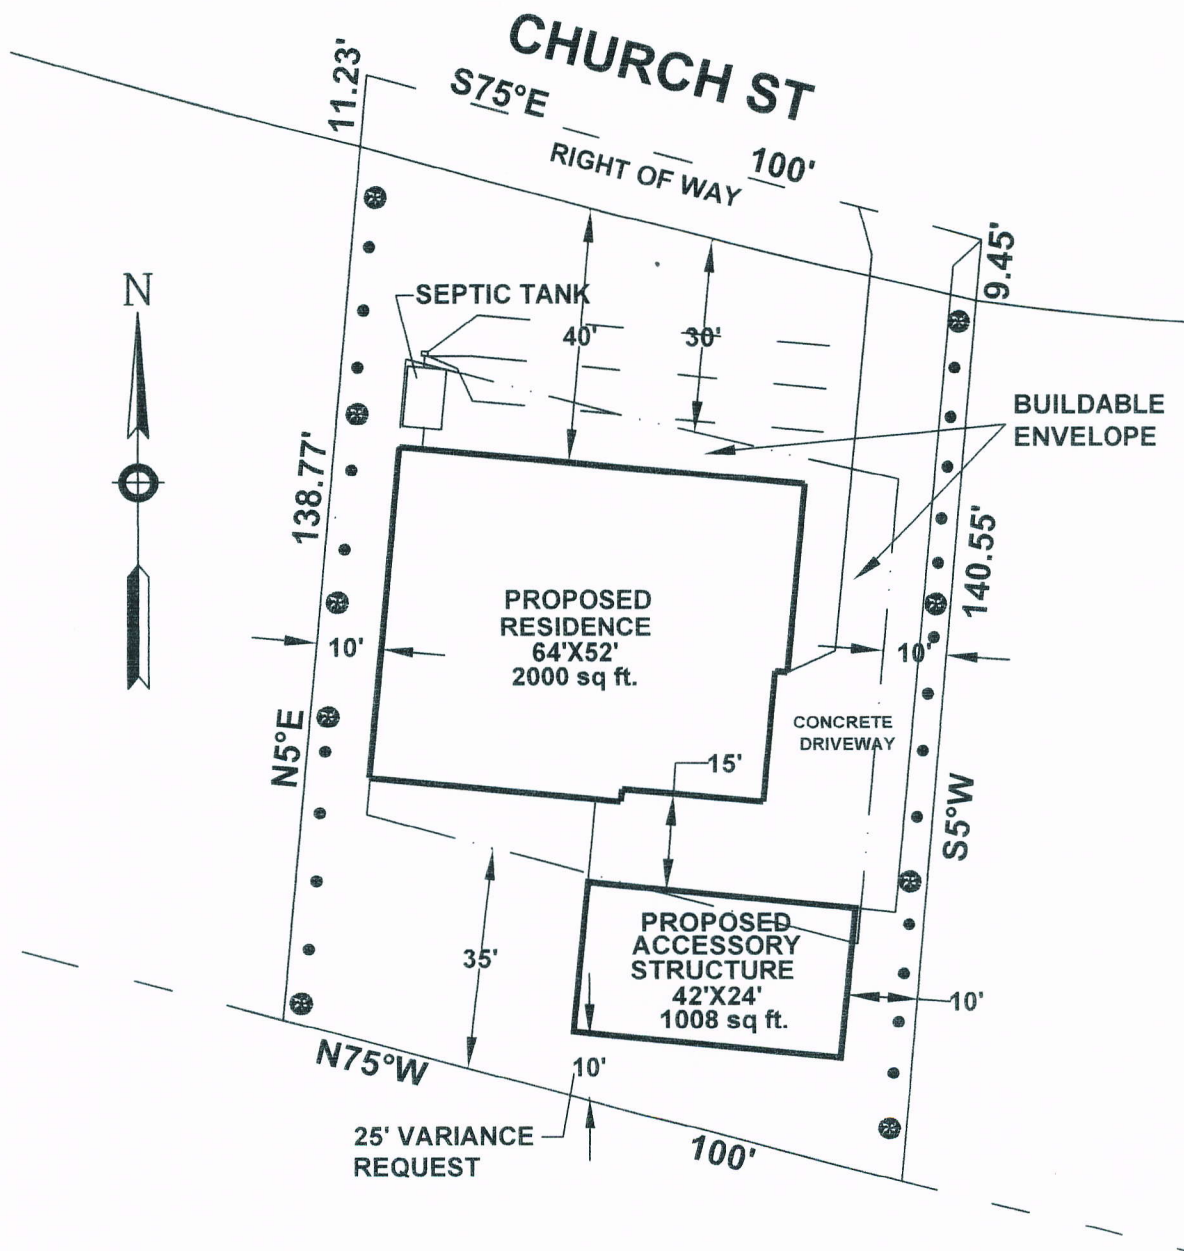 CHURCH ST
11.23'
S75°E
100'
RIGHT OF WAY
9.45'
N
SEPTIC TANK
40'
30'
BUILDABLE
ENVELOPE
138.77'
140.55'
PROPOSED
RESIDENCE
64'X52'
2000 sq ft.
10'
10'
N5°E
CONCRETE
DRIVEWAY
15'
S5°W
PROPOSED
ACCESSORY
STRUCTURE
42'X24'
1008 sq ft.
35'
10'
10'
N75°W
25' VARIANCE
REQUEST
100'